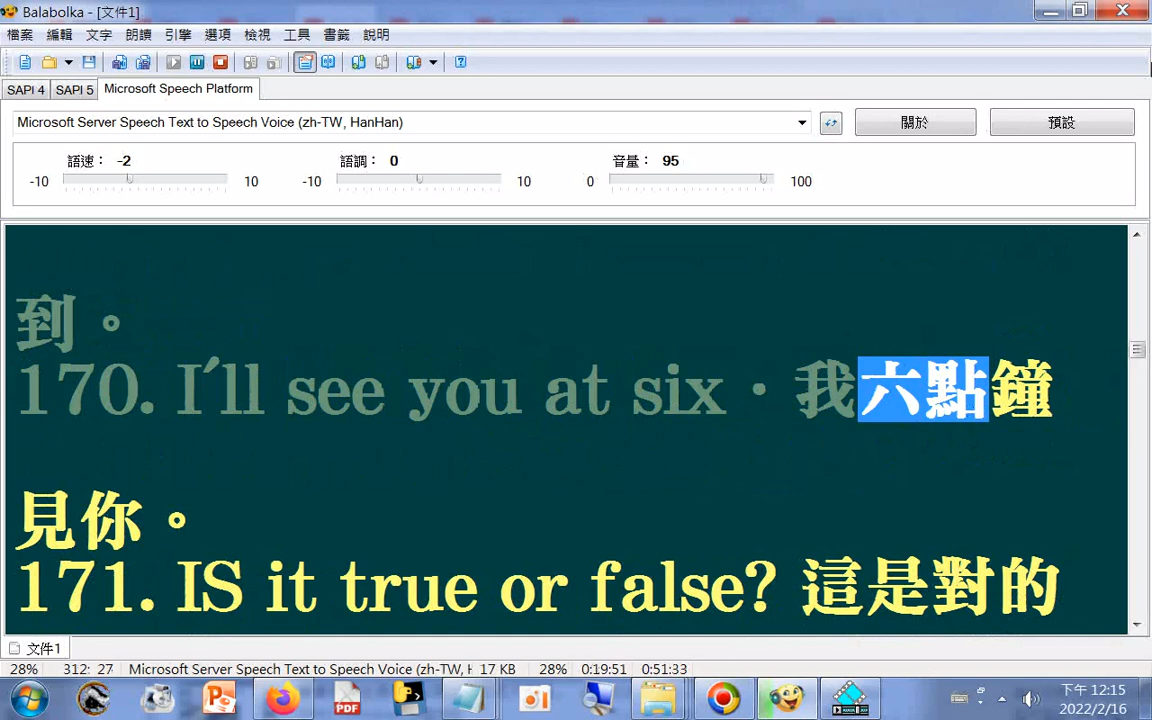 Balabolka - [文件1]
檔案 編輯 文字 朗讀 引擎 選項 檢視 工具 書籤 說明
SAPI 4 SAPI 5 Microsoft Speech Platform
Microsoft Server Speech Text to Speech Voice (zh-TW, HanHan) 關於 預設
語速： -2 語調： 0 音量： 95
-10 10 -10 10 0 100
到。
170. I'll see you at six‧我六點鐘
見你。
171. IS it true or false? 這是對的
文件1
28% 312: 27 Microsoft Server Speech Text to Speech Voice (zh-TW, 17 KB 28% 0:19:51 0:51:33
PDF
下午 12:15
2022/2/16